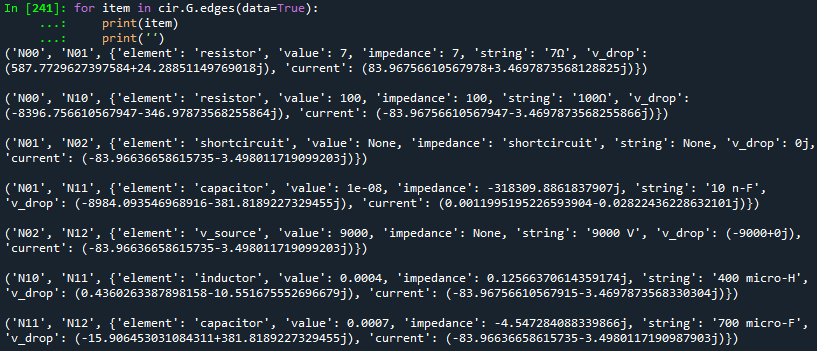 In [241]: for item in cir.G.edges(data=True):
     ...:     print(item)
     ...:     print('')
('N00', 'N01', {'element': 'resistor', 'value': 7, 'impedance': 7, 'string': '7Ω', 'v_drop':
(587.7729627397584+24.28851149769018j), 'current': (83.96756610567978+3.4697873568128825j)})

('N00', 'N10', {'element': 'resistor', 'value': 100, 'impedance': 100, 'string': '100Ω', 'v_drop':
(-8396.756610567947-346.97873568255864j), 'current': (-83.96756610567947-3.4697873568255866j)})

('N01', 'N02', {'element': 'shortcircuit', 'value': None, 'impedance': 'shortcircuit', 'string': None, 'v_drop': 0j,
'current': (-83.96636658615735-3.498011719099203j)})

('N01', 'N11', {'element': 'capacitor', 'value': 1e-08, 'impedance': -318309.8861837907j, 'string': '10 n-F',
'v_drop': (-8984.093546968916-381.8189227329455j), 'current': (0.0011995195226593904-0.02822436228632101j)})

('N02', 'N12', {'element': 'v_source', 'value': 9000, 'impedance': None, 'string': '9000 V', 'v_drop': (-9000+0j),
'current': (-83.96636658615735-3.498011719099203j)})

('N10', 'N11', {'element': 'inductor', 'value': 0.0004, 'impedance': 0.12566370614359174j, 'string': '400 micro-H',
'v_drop': (0.4360263387898158-10.551675552696679j), 'current': (-83.96756610567915-3.4697873568330304j)})

('N11', 'N12', {'element': 'capacitor', 'value': 0.0007, 'impedance': -4.547284088339866j, 'string': '700 micro-F',
'v_drop': (-15.906453031084311+381.8189227329455j), 'current': (-83.96636658615735-3.4980117190987903j)})